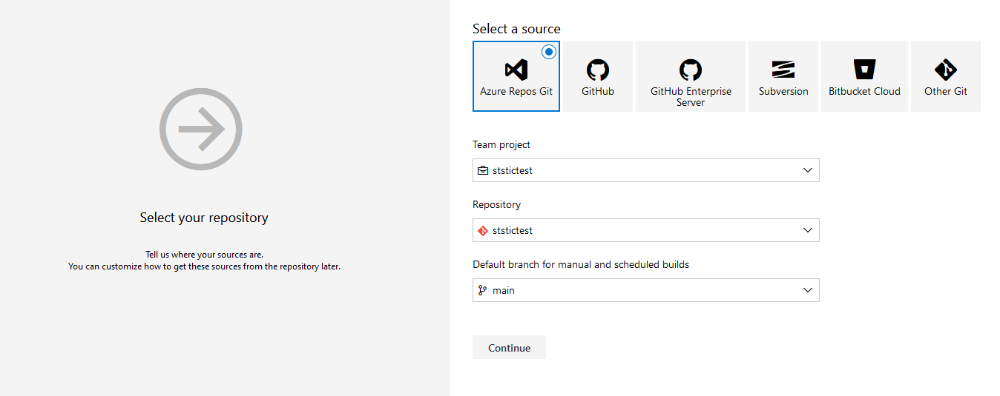 Select your repository
Tell us where your sources are.
You can customize how to get these sources from the repository later.
Select a source
Azure Repos Git
GitHub
GitHub Enterprise
Server
Subversion
Bitbucket Cloud
Other Git
Team project
ststictest
Repository
ststictest
Default branch for manual and scheduled builds
main
Continue